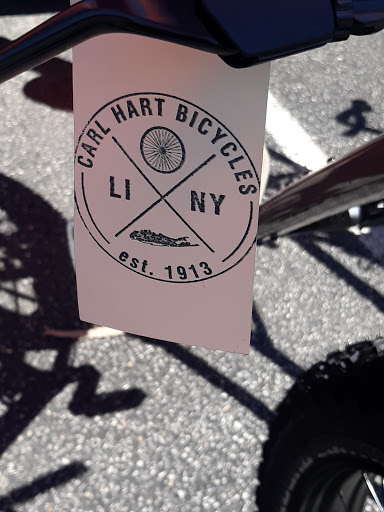 CARL HART BICYCLES
LI NY
est. 1913